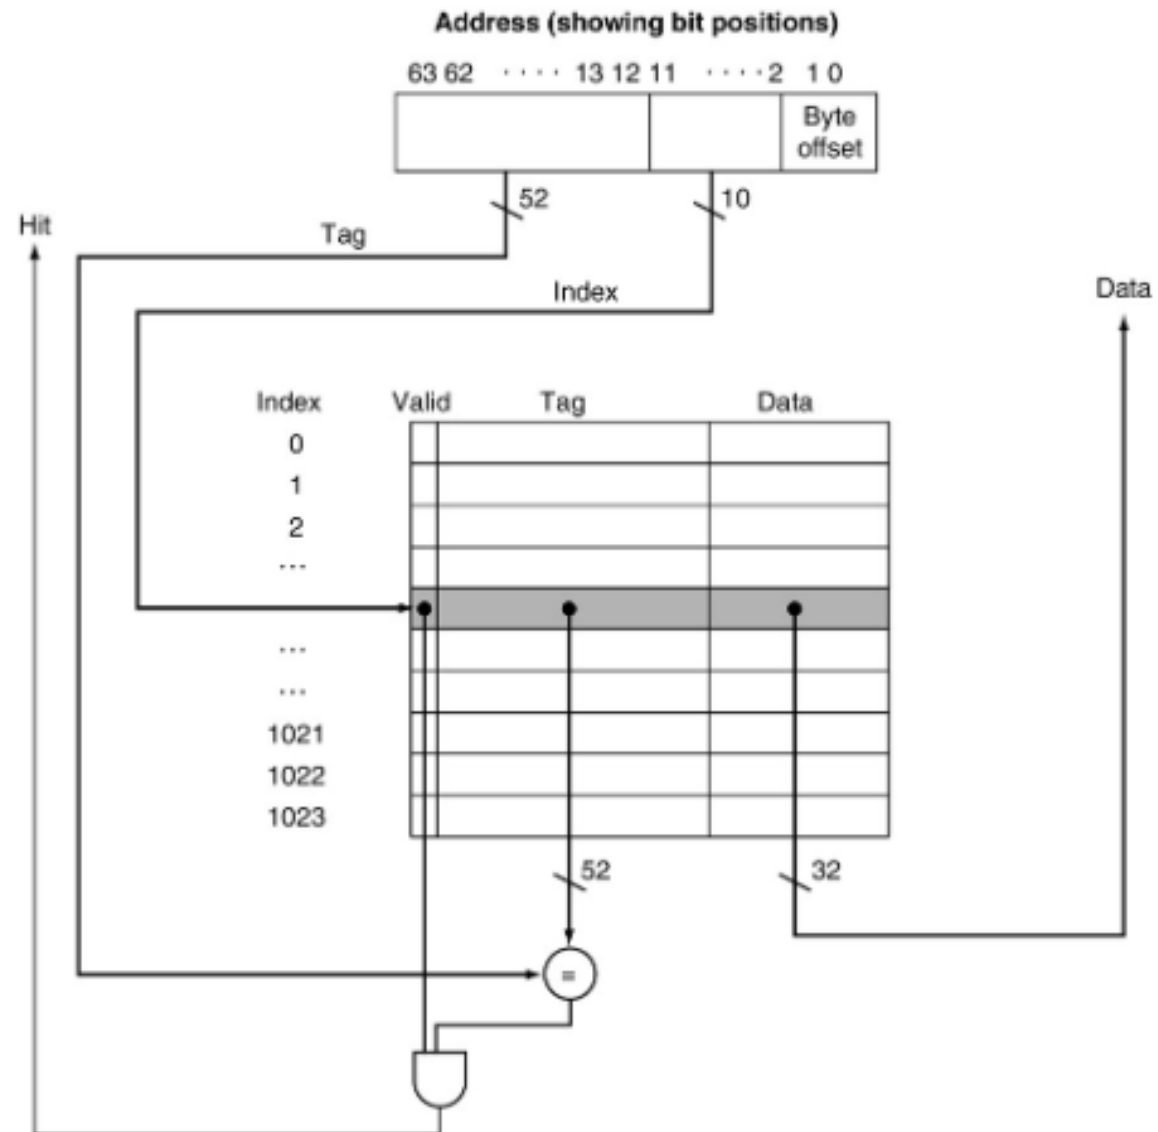 Address (showing bit positions)
63 62 · · · · 13 12 11 · · · · 2 1 0
Byte
offset
52
10
Hit
Tag
Index
Data
Index Valid Tag Data
0
1
2
...
...
...
1021
1022
1023
52
32
=